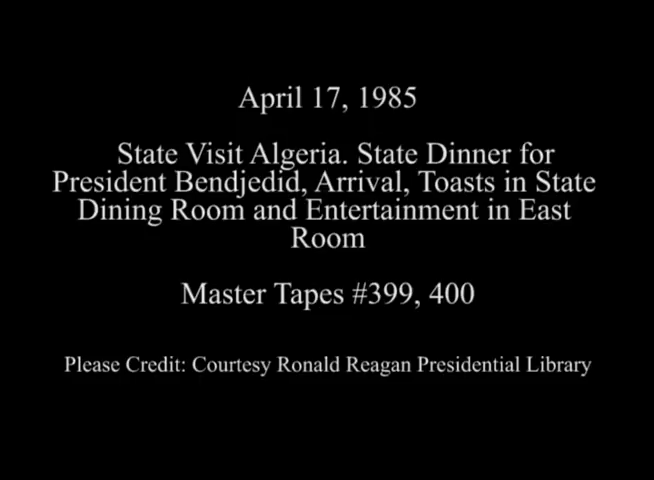 April 17, 1985
State Visit Algeria. State Dinner for
President Bendjedid, Arrival, Toasts in State
Dining Room and Entertainment in East
Room
Master Tapes #399, 400
Please Credit: Courtesy Ronald Reagan Presidential Library